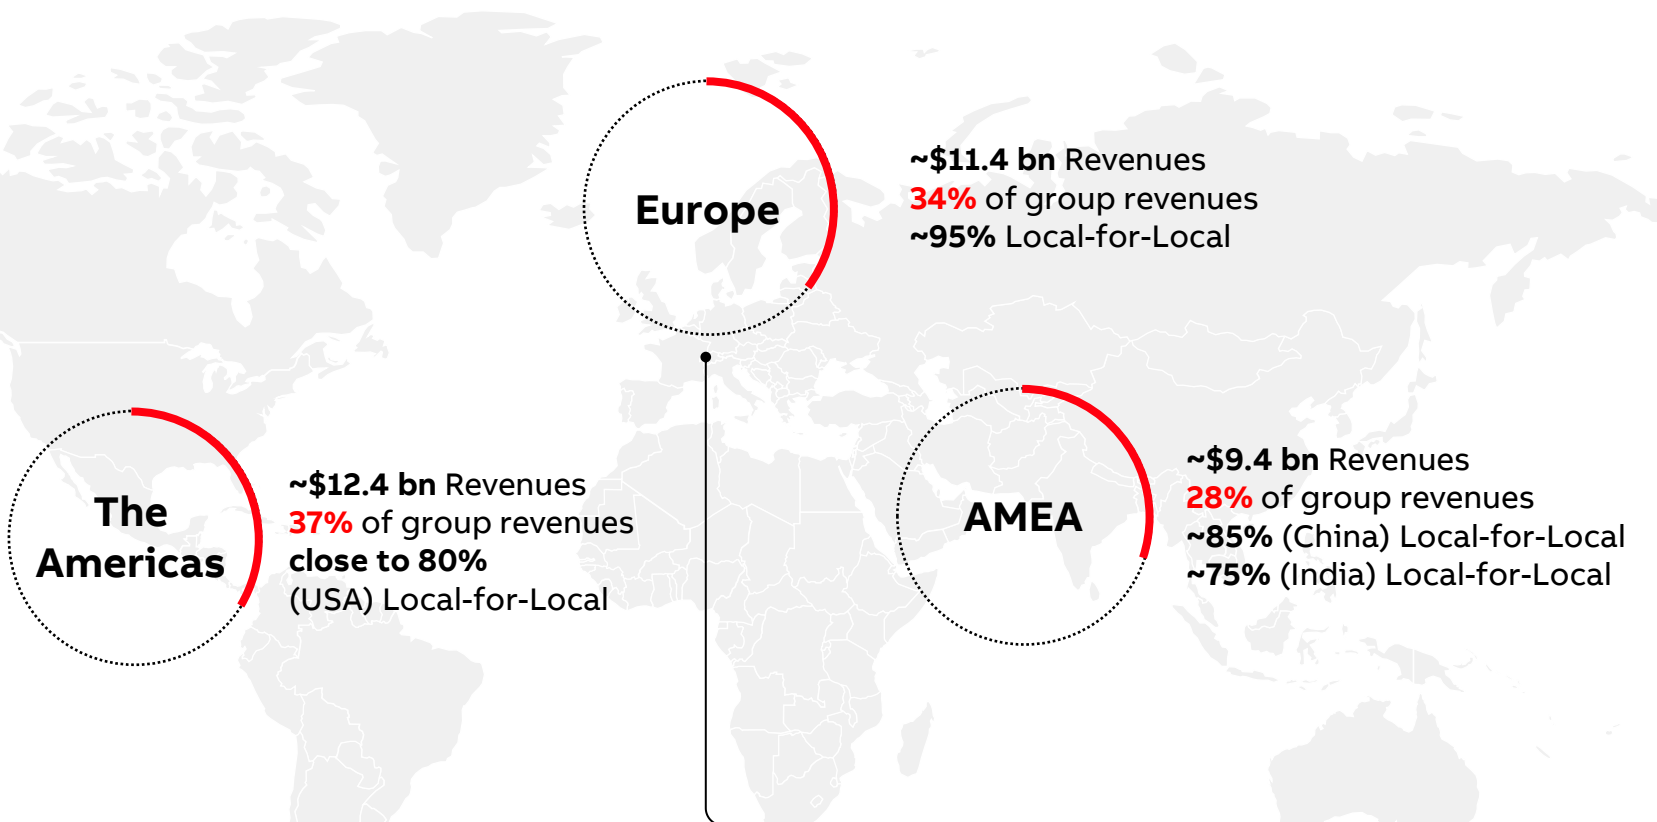 Europe
~$11.4 bn Revenues
34% of group revenues
~95% Local-for-Local
The
Americas
~$12.4 bn Revenues
37% of group revenues
close to 80%
(USA) Local-for-Local
AMEA
~$9.4 bn Revenues
28% of group revenues
~85% (China) Local-for-Local
~75% (India) Local-for-Local